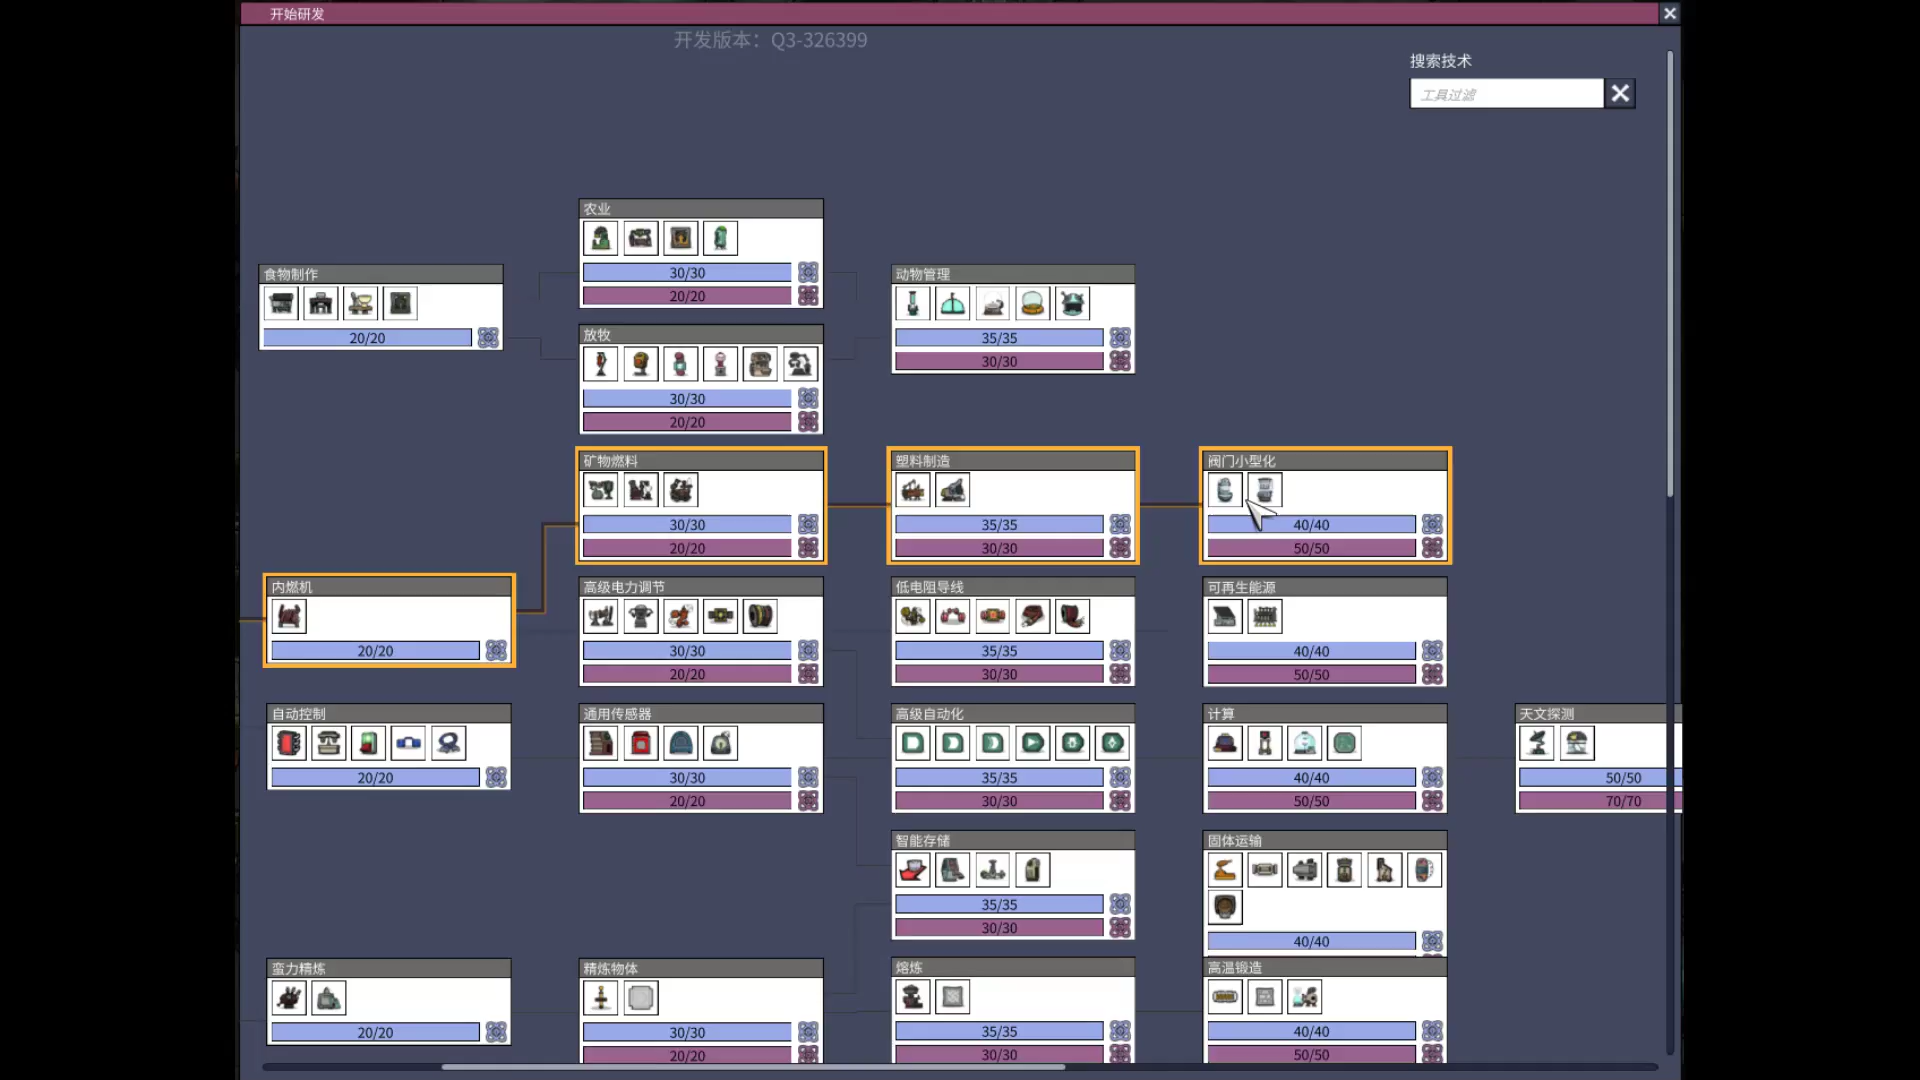 开始研发
开发版本: Q3-326399
搜索技术
工具过滤
农业
30/30
20/20
食物制作
20/20
动物管理
35/35
30/30
放牧
30/30
20/20
矿物燃料
30/30
20/20
塑料制造
35/35
30/30
阀门小型化
40/40
50/50
内燃机
20/20
高级电力调节
30/30
20/20
低电阻导线
35/35
30/30
可再生能源
40/40
50/50
自动控制
20/20
通用传感器
30/30
20/20
高级自动化
35/35
30/30
计算
40/40
50/50
天文探测
50/50
70/70
智能存储
35/35
30/30
固体运输
40/40
蛮力精炼
20/20
精炼物体
30/30
20/20
熔炼
35/35
30/30
高温锻造
40/40
50/50